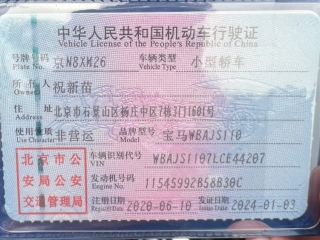 中华人民共和国机动车行驶证
Vehicle License of the People's Republic of China
号牌号码 京N8XM26 车辆类型 小型轿车
Plate No. Vehicle Type
所有人 祝新苗
Owner
住址 北京市石景山区杨庄中区7栋3门1601号
Address
使用性质 非营运 品牌型号 宝马WBAJS110
Use Character Model
北京市公安局公安交通管理局
车辆识别代号 WBAJS1107LCE44207
VIN
发动机号码 11545992B58B30C
Engine No.
注册日期 2020-06-10 发证日期 2024-01-03
Register Date Issue Date